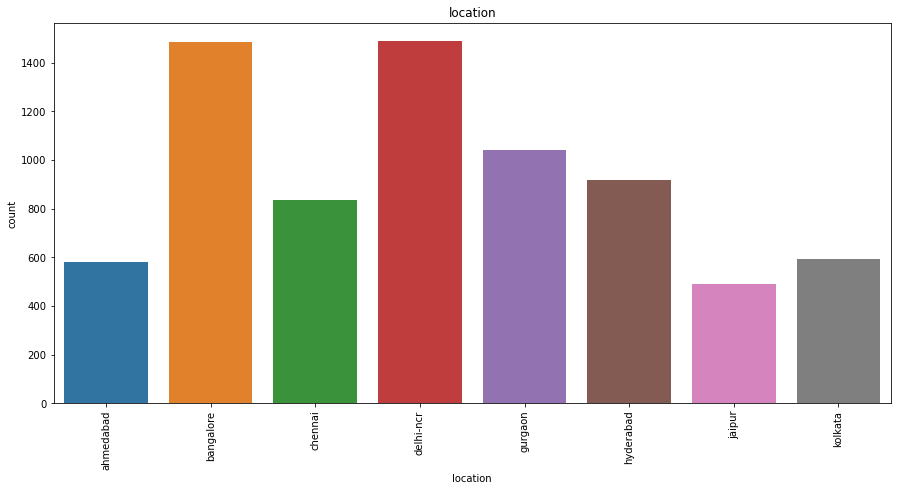 location
count
1400
1200
1000
800
600
400
200
0
ahmedabad
bangalore
chennai
delhi-ncr
gurgaon
hyderabad
jaipur
kolkata
location